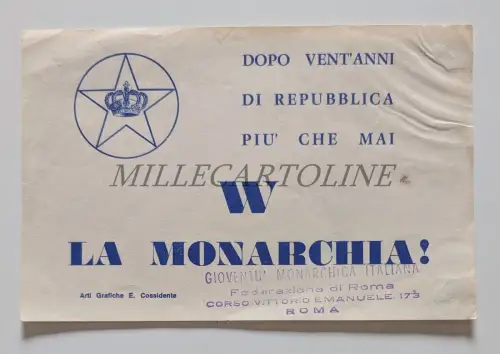 DOPO VENT'ANNI
DI REPUBBLICA
PIU' CHE MAI
MILLECARTOLINE
W
LA MONARCHIA!
GIOVENTU' MONARCHICA ITALIANA
Federazione di Roma
CORSO VITTORIO EMANUELE, 173
ROMA
Arti Grafiche E. Cossidente